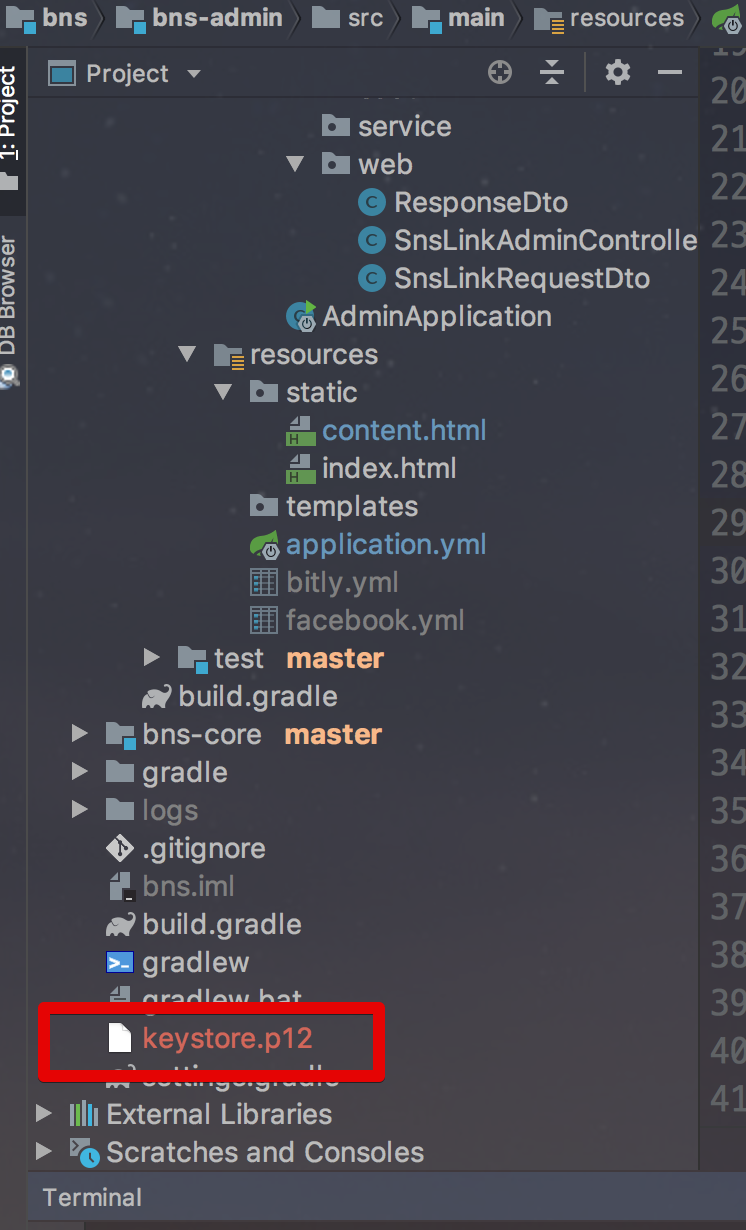 bns bns-admin src main resources
Project
1: Project
DB Browser
service
web
ResponseDto
SnsLinkAdminControlle
SnsLinkRequestDto
AdminApplication
resources
static
content.html
index.html
templates
application.yml
bitly.yml
facebook.yml
test master
build.gradle
bns-core master
gradle
logs
.gitignore
bns.iml
build.gradle
gradlew
gradlew.bat
keystore.p12
settings.gradle
External Libraries
Scratches and Consoles
Terminal
20
21
22
23
24
25
26
27
28
29
30
31
32
33
34
35
36
37
38
39
40
41